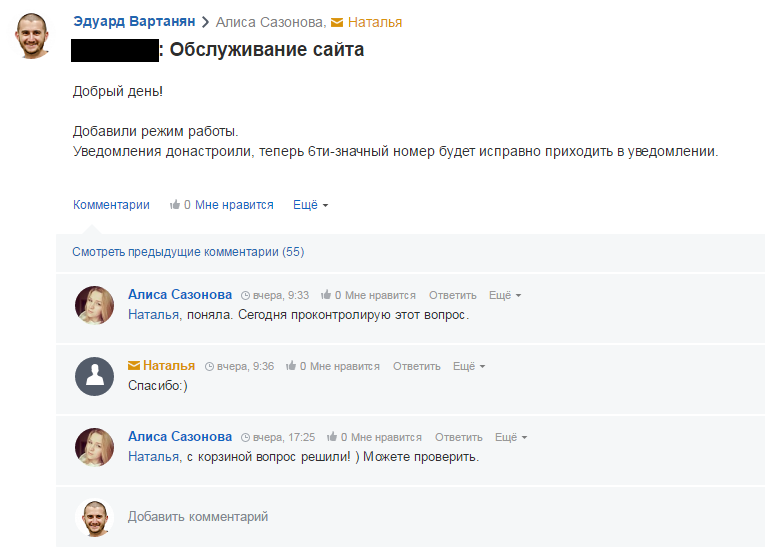 Эдуард Вартанян > Алиса Сазонова, Наталья
: Обслуживание сайта
Добрый день!
Добавили режим работы.
Уведомления донастроили, теперь 6ти-значный номер будет исправно приходить в уведомлении.
Комментарии 0 Мне нравится Ещё
Смотреть предыдущие комментарии (55)
Алиса Сазонова вчера, 9:33 0 Мне нравится Ответить Ещё
Наталья, поняла. Сегодня проконтролирую этот вопрос.
Наталья вчера, 9:36 0 Мне нравится Ответить Ещё
Спасибо:)
Алиса Сазонова вчера, 17:25 0 Мне нравится Ответить Ещё
Наталья, с корзиной вопрос решили! ) Можете проверить.
Добавить комментарий